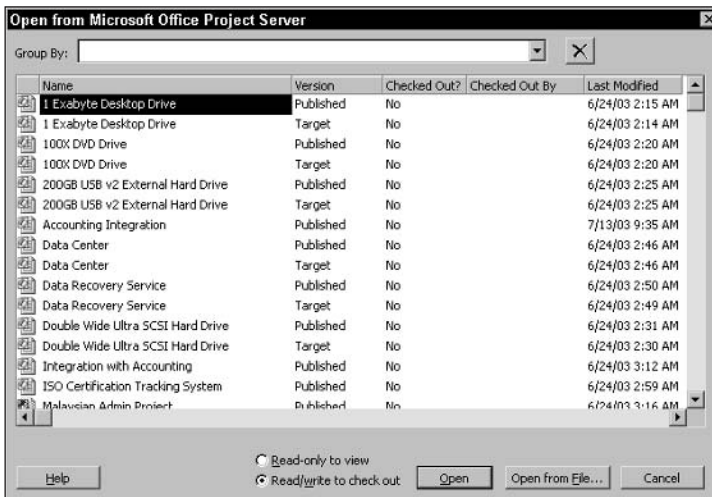 Open from Microsoft Office Project Server
Group By:
Name Version Checked Out? Checked Out By Last Modified
1 Exabyte Desktop Drive Published No 6/24/03 2:15 AM
1 Exabyte Desktop Drive Target No 6/24/03 2:14 AM
100X DVD Drive Published No 6/24/03 2:20 AM
100X DVD Drive Target No 6/24/03 2:20 AM
200GB USB v2 External Hard Drive Published No 6/24/03 2:25 AM
200GB USB v2 External Hard Drive Target No 6/24/03 2:25 AM
Accounting Integration Published No 7/13/03 9:35 AM
Data Center Published No 6/24/03 2:46 AM
Data Center Target No 6/24/03 2:46 AM
Data Recovery Service Published No 6/24/03 2:50 AM
Data Recovery Service Target No 6/24/03 2:49 AM
Double Wide Ultra SCSI Hard Drive Published No 6/24/03 2:31 AM
Double Wide Ultra SCSI Hard Drive Target No 6/24/03 2:30 AM
Integration with Accounting Published No 6/24/03 3:12 AM
ISO Certification Tracking System Published No 6/24/03 2:59 AM
Malaysian Admin Project Published No 6/24/03 3:16 AM
Read-only to view
Help Read/write to check out Open Open from File... Cancel